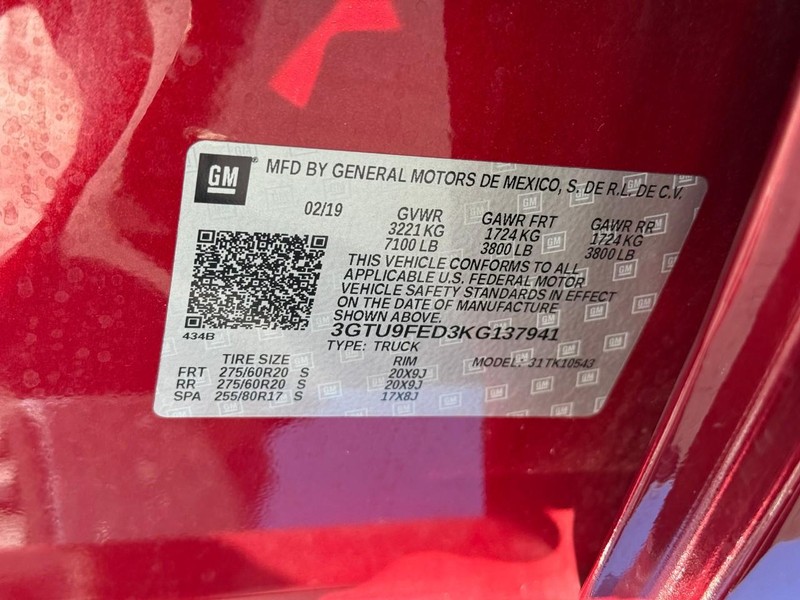 GM® MFD BY GENERAL MOTORS DE MEXICO, S. DE R.L. DE C.V.
02/19 GVWR GAWR FRT GAWR RR
3221 KG 1724 KG 1724 KG
7100 LB 3800 LB 3800 LB
THIS VEHICLE CONFORMS TO ALL
APPLICABLE U.S. FEDERAL MOTOR
VEHICLE SAFETY STANDARDS IN EFFECT
ON THE DATE OF MANUFACTURE
SHOWN ABOVE.
434B
3GTU9FED3KG137941
TYPE: TRUCK MODEL: 31TK10543
TIRE SIZE RIM
FRT 275/60R20 S 20X9J
RR 275/60R20 S 20X9J
SPA 255/80R17 S 17X8J